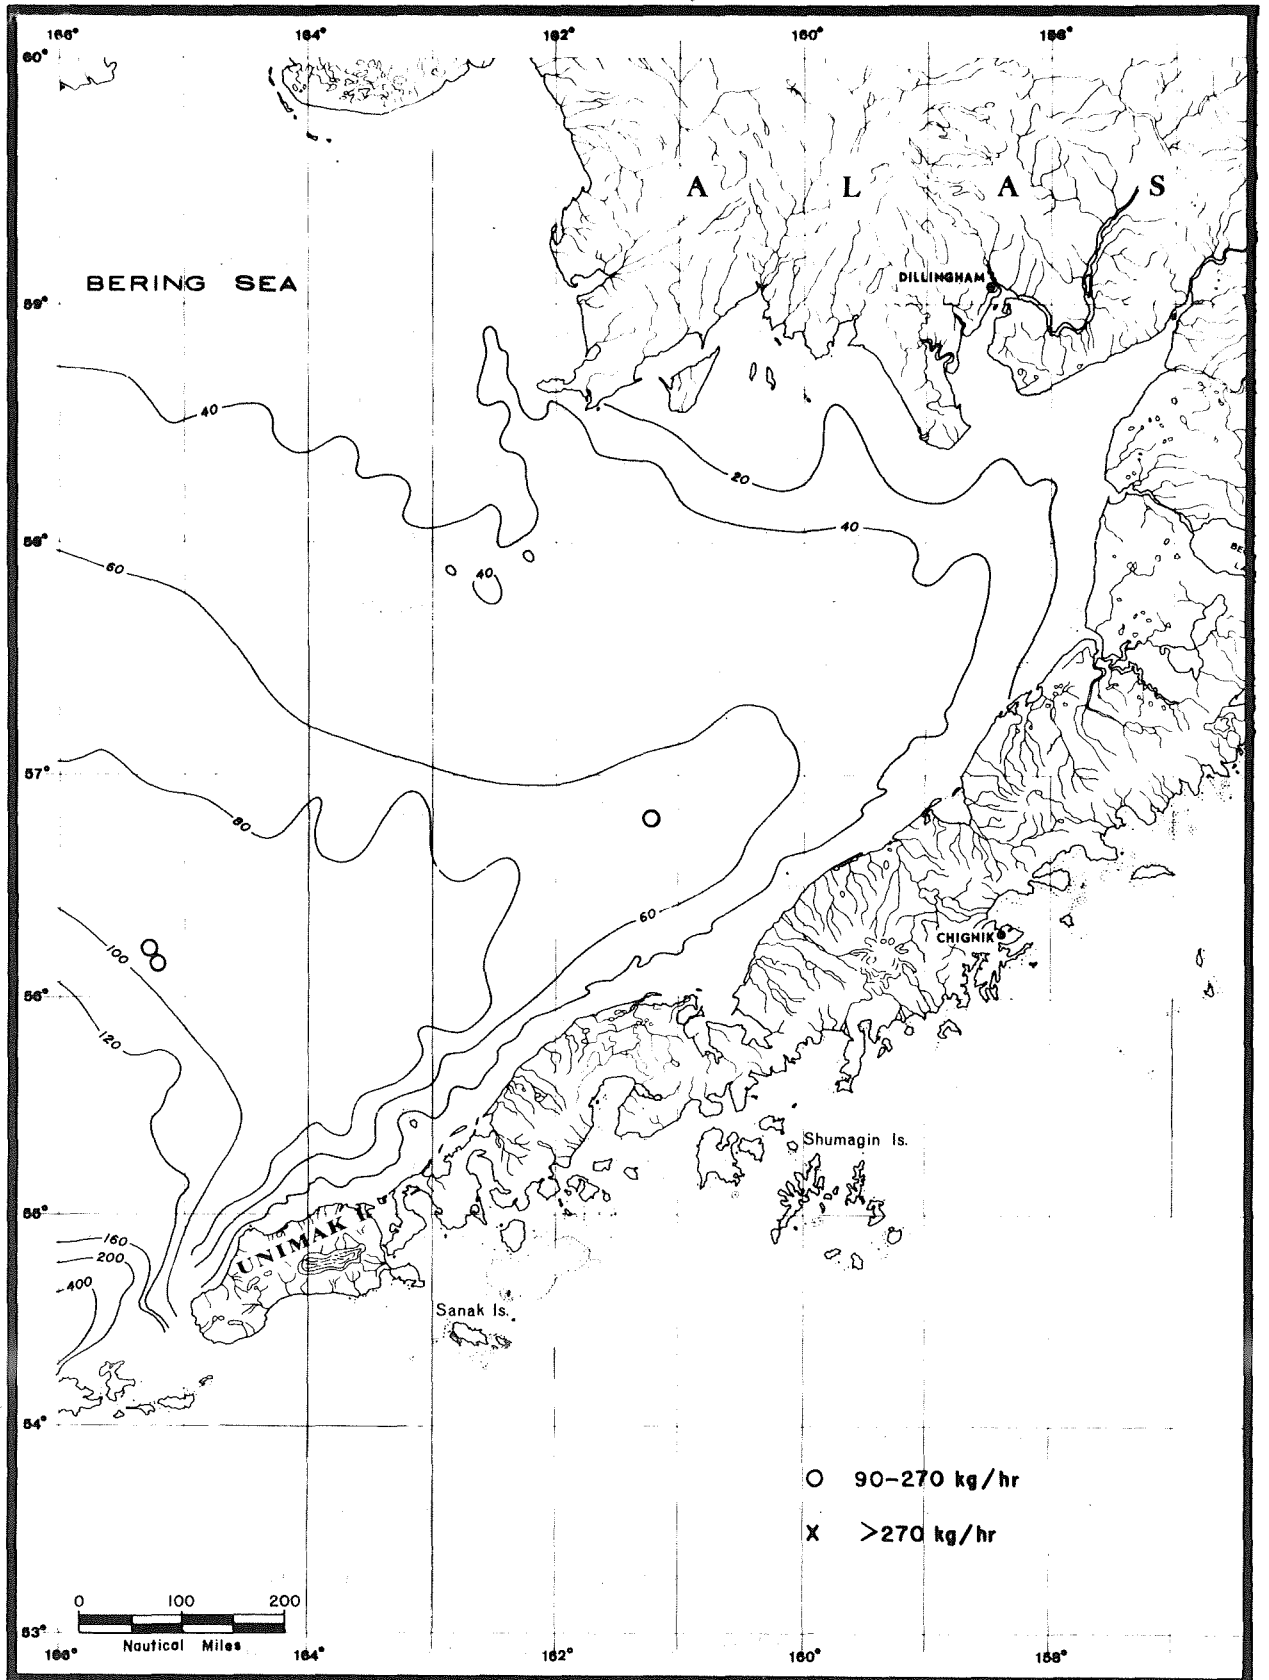 166° 164° 162° 160° 158°
60°
A L A S
DILLINGHAM
BERING SEA
59°
40
20
40
58°
60
40
57°
80
60
CHIGNIK
100
56°
120
Shumagin Is.
55°
UNIMAK I.
160
200
400
Sanak Is.
54°
O 90-270 kg/hr
X >270 kg/hr
0 100 200
Nautical Miles
53°
166° 164° 162° 160° 158°